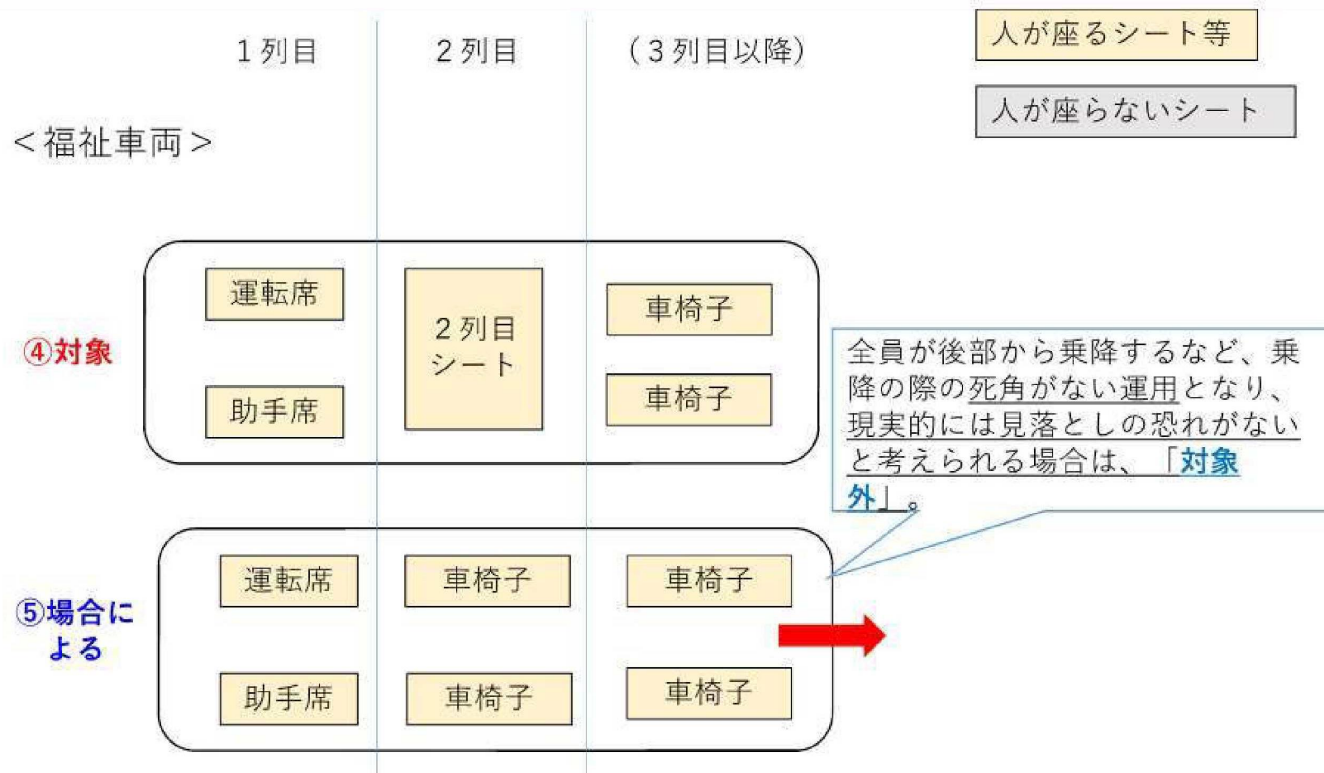 1列目
2列目
(3列目以降)
人が座るシート等
人が座らないシート
<福祉車両>
④対象
運転席
助手席
2列目
シート
車椅子
車椅子
全員が後部から乗降するなど、乗
降の際の死角がない運用となり、
現実的には見落としの恐れがない
と考えられる場合は、「対象
外」。
⑤場合に
よる
運転席
車椅子
車椅子
助手席
車椅子
車椅子